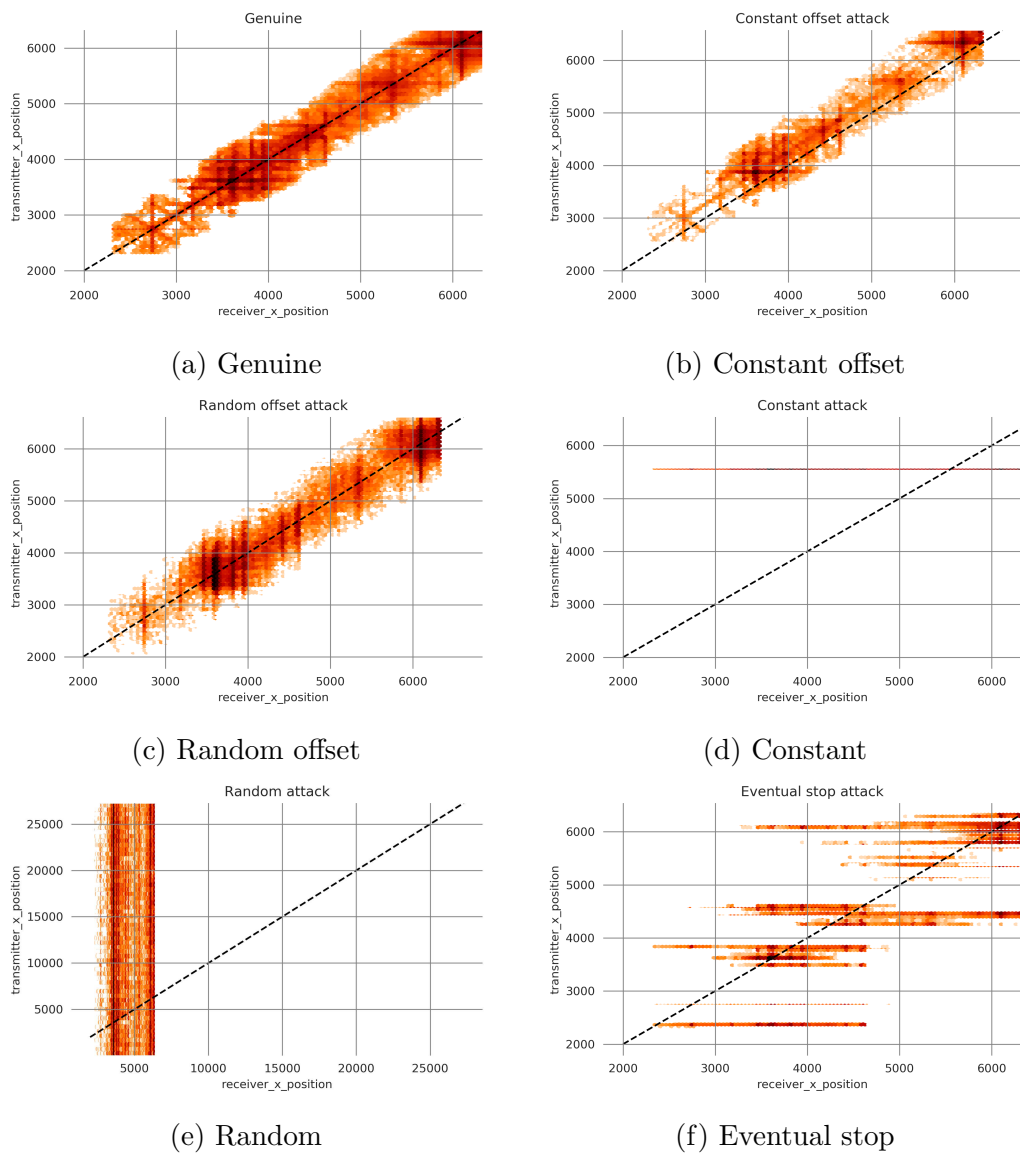 Genuine
6000
5000
4000
3000
2000
transmitter_x_position
2000 3000 4000 5000 6000
receiver_x_position
(a) Genuine
Constant offset attack
6000
5000
4000
3000
2000
transmitter_x_position
2000 3000 4000 5000 6000
receiver_x_position
(b) Constant offset
Random offset attack
6000
5000
4000
3000
2000
transmitter_x_position
2000 3000 4000 5000 6000
receiver_x_position
(c) Random offset
Constant attack
6000
5000
4000
3000
2000
transmitter_x_position
2000 3000 4000 5000 6000
receiver_x_position
(d) Constant
Random attack
25000
20000
15000
10000
5000
transmitter_x_position
5000 10000 15000 20000 25000
receiver_x_position
(e) Random
Eventual stop attack
6000
5000
4000
3000
2000
transmitter_x_position
2000 3000 4000 5000 6000
receiver_x_position
(f) Eventual stop